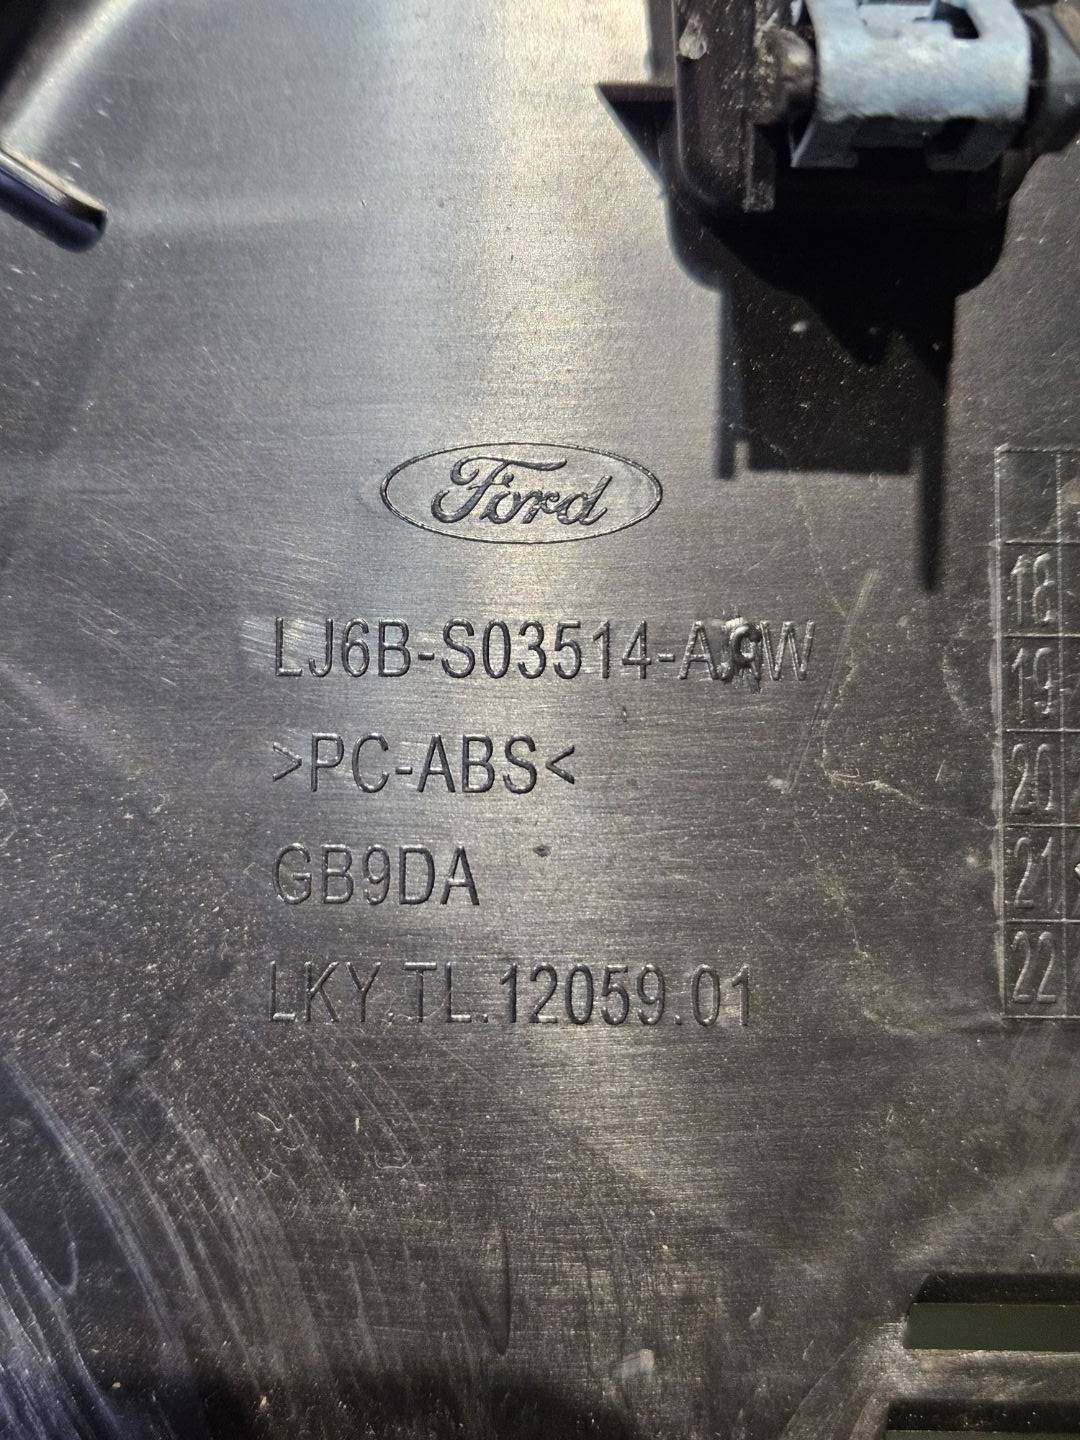 Ford
LJ6B-S03514-
>PC-ABS<
GB9DA
LKY.TL.12059.01
18
19
20
21
22